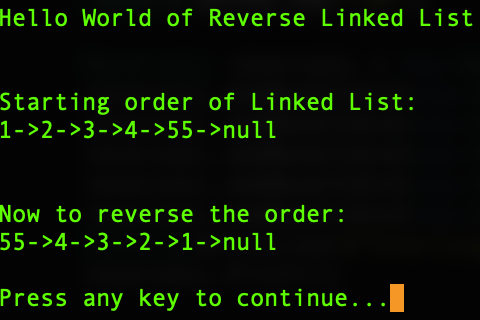 Hello World of Reverse Linked List
Starting order of Linked List:
1->2->3->4->55->null
Now to reverse the order:
55->4->3->2->1->null
Press any key to continue...